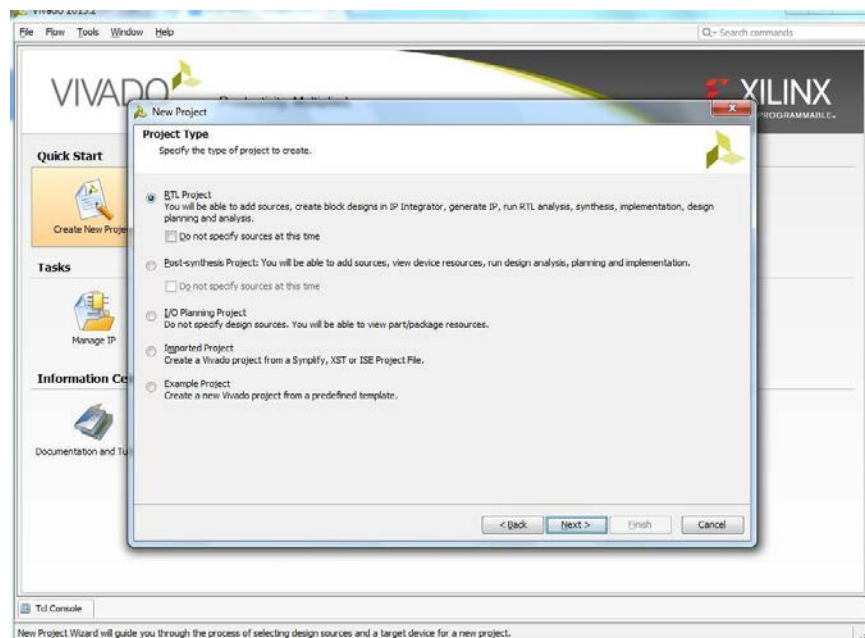 File Flow Tools Window Help
Q- Search commands
VIVADO
XILINX
PROGRAMMABLE.
New Project
Project Type
Specify the type of project to create.
Quick Start
RTL Project
You will be able to add sources, create block designs in IP Integrator, generate IP, run RTL analysis, synthesis, implementation, design
planning and analysis.
Do not specify sources at this time
Create New Proje
Post-synthesis Project: You will be able to add sources, view device resources, run design analysis, planning and implementation.
Do not specify sources at this time
Tasks
I/O Planning Project
Do not specify design sources. You will be able to view part/package resources.
Manage IP
Imported Project
Create a Vivado project from a Synplify, XST or ISE Project File.
Information Ce
Example Project
Create a new Vivado project from a predefined template.
Documentation and Tu
< Back Next > Finish Cancel
Tcl Console
New Project Wizard will guide you through the process of selecting design sources and a target device for a new project.